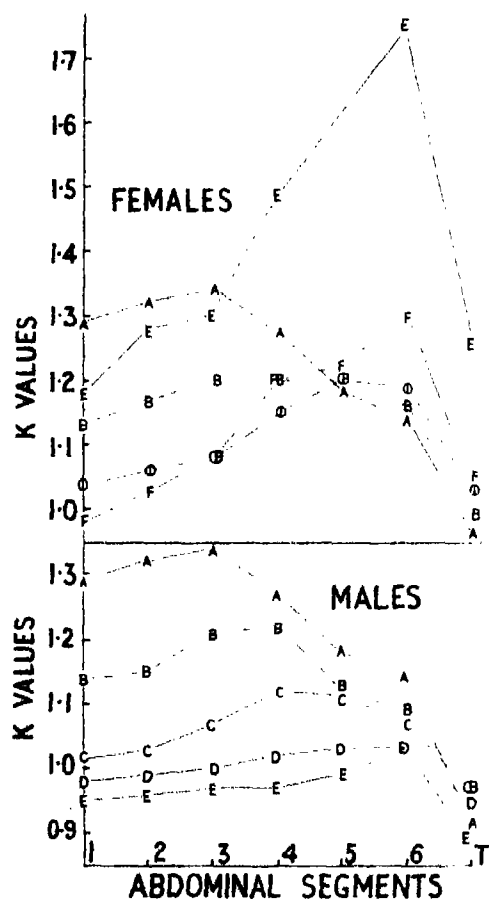 E
1·7
1·6
1·5
E
FEMALES
1·4
A A A
1·3 E E F
A E
K VALUES
F
1·2 E B F B Ⓘ B A Ⓘ
B B Ⓘ B A
1·1
Ⓘ Ⓘ Ⓘ B F Ⓘ
1·0 F F B
A
1·3 A A A
A MALES
K VALUES
1·2 B B A
B B B A
1·1 C C B
C C C C
1·0 D D D D D D
E E E E E C B D
0·9 A E
1 2 3 4 5 6 T
ABDOMINAL SEGMENTS